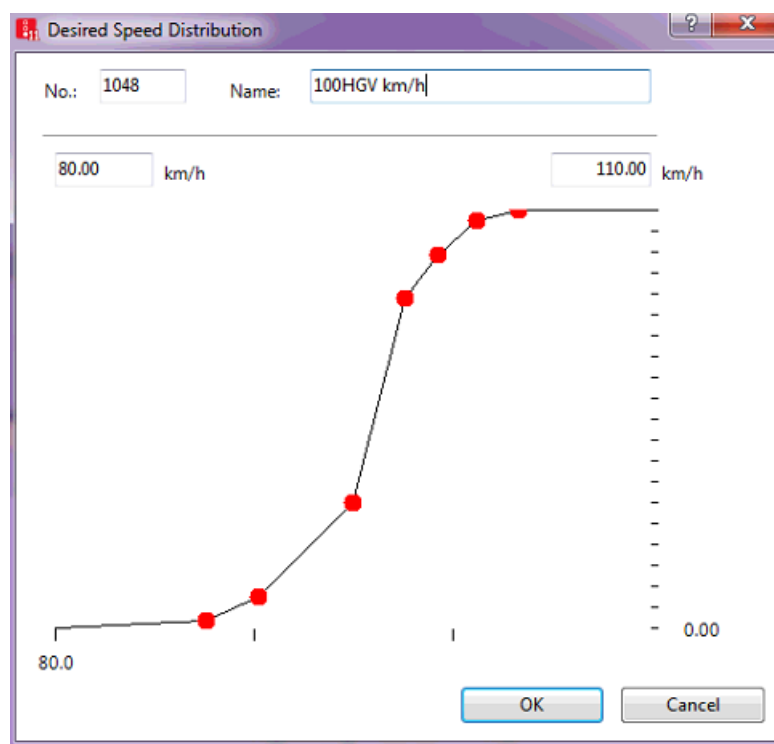 Desired Speed Distribution
No.: 1048 Name: 100HGV km/h
80.00 km/h 110.00 km/h
0.00
80.0
OK Cancel